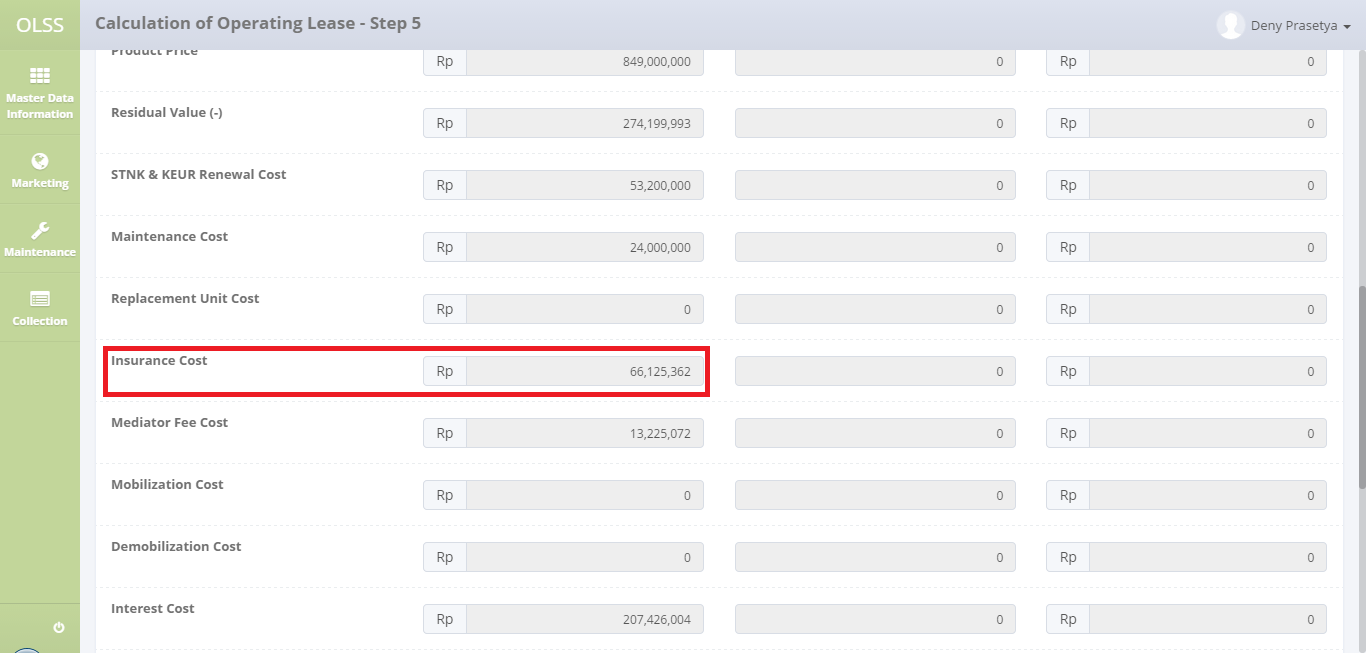 OLSS
Calculation of Operating Lease - Step 5
Deny Prasetya
Master Data
Information
Marketing
Maintenance
Collection
Product Price
Rp 849,000,000 0 Rp 0
Residual Value (-)
Rp 274,199,993 0 Rp 0
STNK & KEUR Renewal Cost
Rp 53,200,000 0 Rp 0
Maintenance Cost
Rp 24,000,000 0 Rp 0
Replacement Unit Cost
Rp 0 0 Rp 0
Insurance Cost
Rp 66,125,362 0 Rp 0
Mediator Fee Cost
Rp 13,225,072 0 Rp 0
Mobilization Cost
Rp 0 0 Rp 0
Demobilization Cost
Rp 0 0 Rp 0
Interest Cost
Rp 207,426,004 0 Rp 0